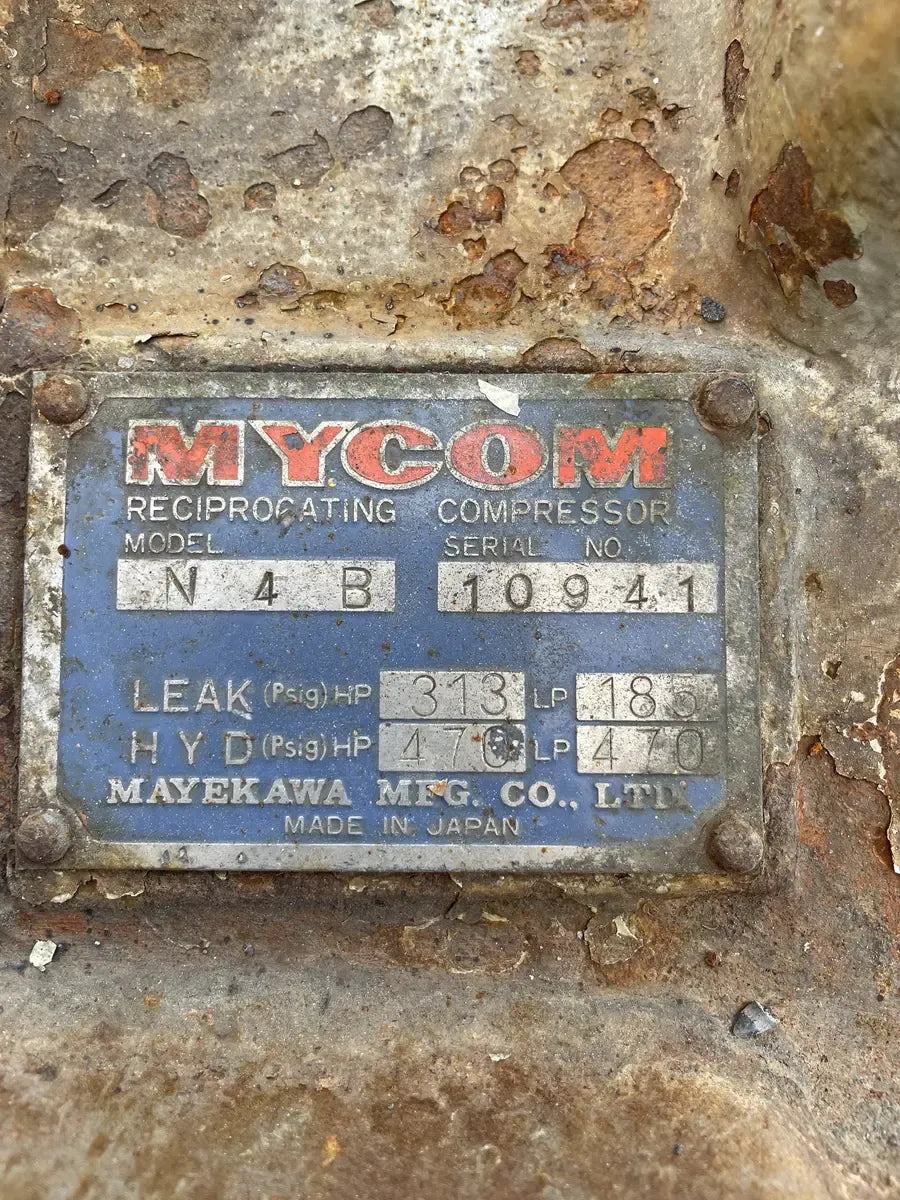 MYCOM
RECIPROCATING COMPRESSOR
MODEL SERIAL NO
N 4 B 10941
LEAK (Psig) HP 313 LP 185
HYD (Psig) HP 470 LP 470
MAYEKAWA MFG. CO., LTD.
MADE IN JAPAN